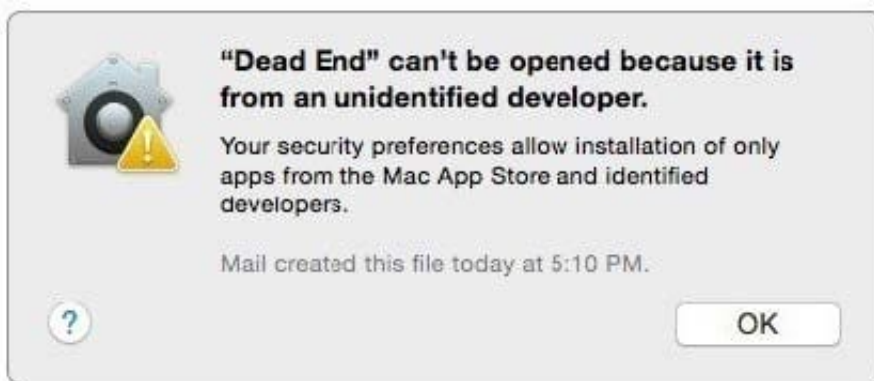 “Dead End” can't be opened because it is
from an unidentified developer.
Your security preferences allow installation of only
apps from the Mac App Store and identified
developers.
Mail created this file today at 5:10 PM.
?
OK